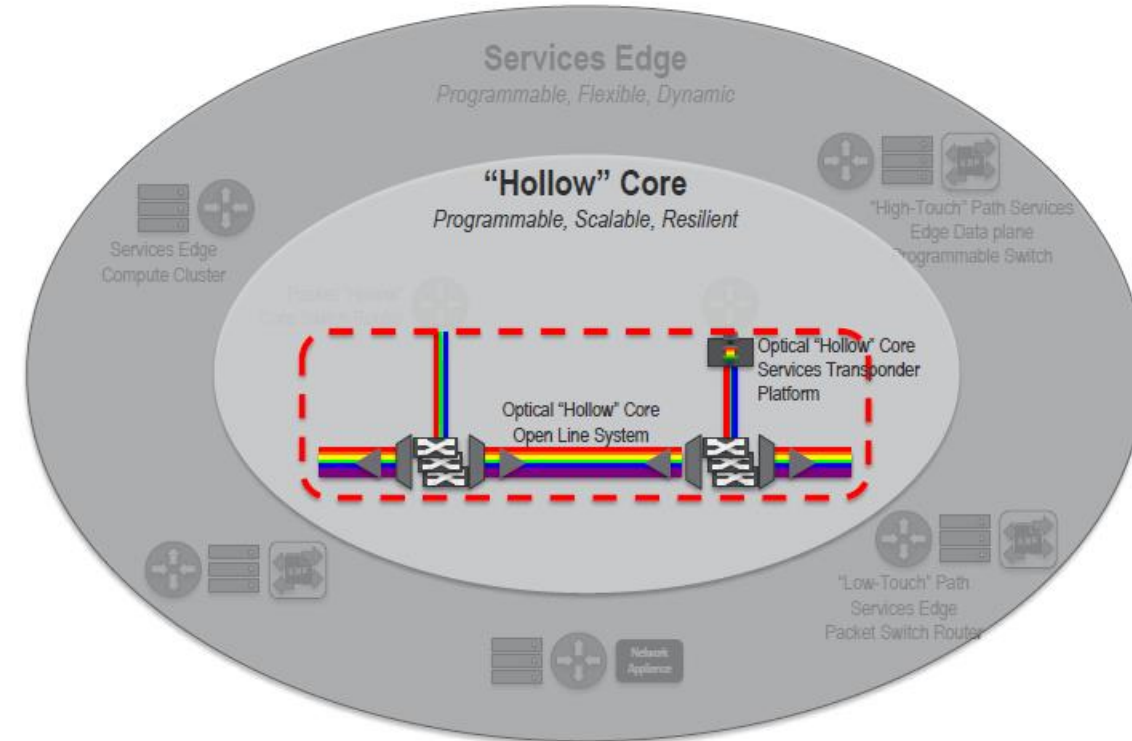 Services Edge
Programmable, Flexible, Dynamic
“Hollow” Core
Programmable, Scalable, Resilient
Services Edge
Compute Cluster
“High-Touch” Path Services
Edge Data plane
Programmable Switch
Packet “Hollow”
Optical “Hollow” Core
Services Transponder
Platform
Optical “Hollow” Core
Open Line System
“Low-Touch” Path
Services Edge
Packet Switch Router
Network
Appliance